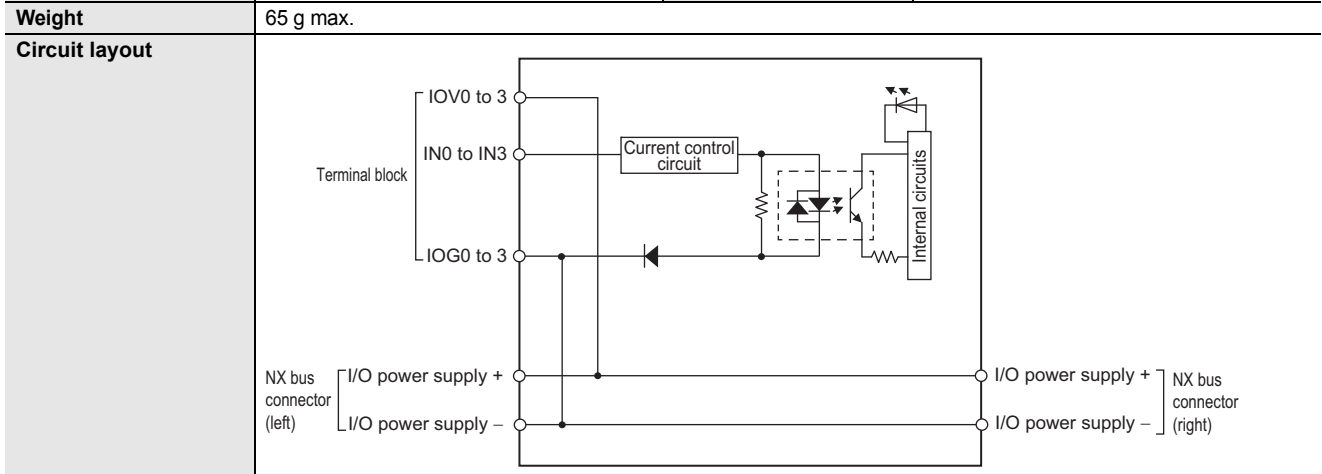 Weight
65 g max.
Circuit layout
IOV0 to 3
IN0 to IN3
Current control
circuit
Terminal block
Internal circuits
IOG0 to 3
NX bus
connector
(left)
I/O power supply +
I/O power supply −
I/O power supply +
I/O power supply −
NX bus
connector
(right)